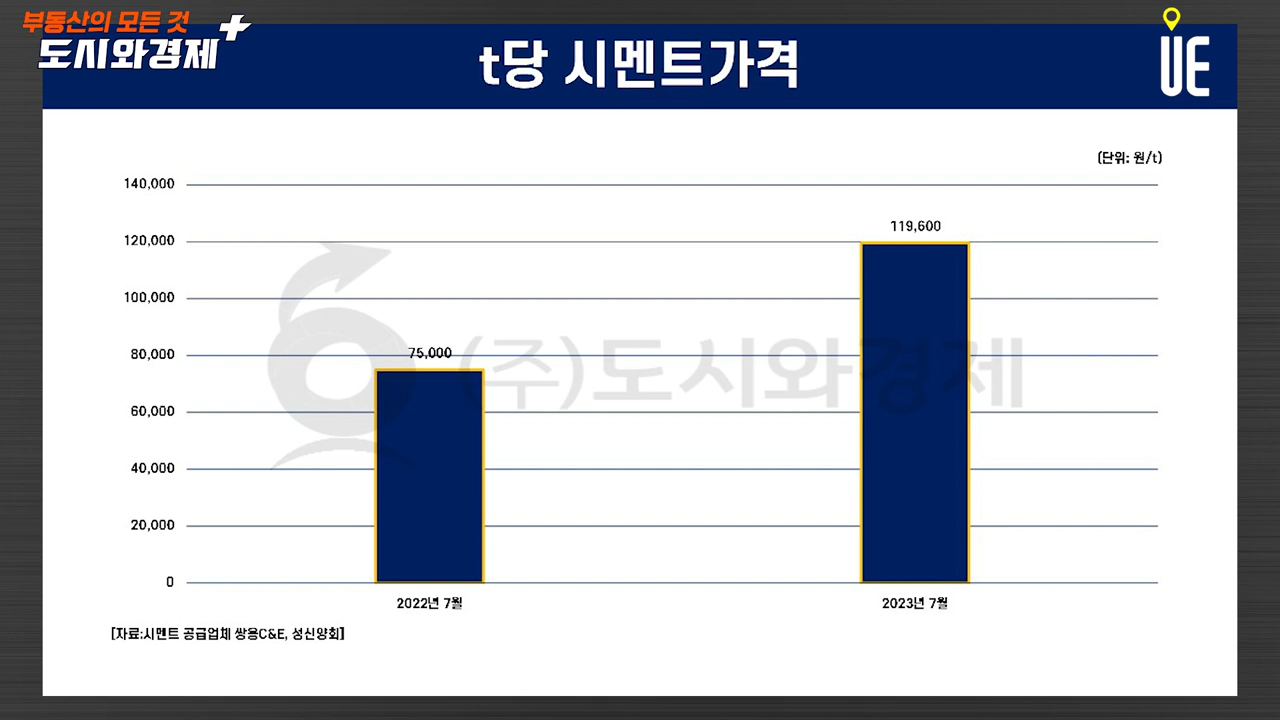 부동산의 모든 것
도시와경제+
t당 시멘트가격
UE
(단위: 원/t)
140,000
120,000
100,000
80,000
60,000
40,000
20,000
0
75,000
119,600
(주)도시와경제
2022년 7월
2023년 7월
[자료:시멘트 공급업체 쌍용C&E, 성신양회]